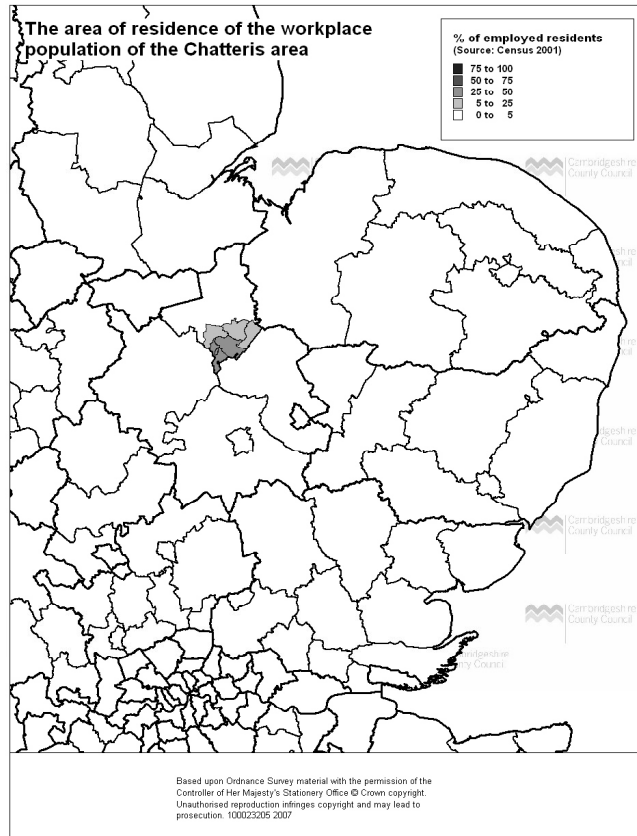 The area of residence of the workplace
population of the Chatteris area
% of employed residents
(Source: Census 2001)
75 to 100
50 to 75
25 to 50
5 to 25
0 to 5
Cambridgeshire
County Council
Cambridgeshire
County Council
Cambridgeshire
County Council
Based upon Ordnance Survey material with the permission of the
Controller of Her Majesty's Stationery Office © Crown copyright.
Unauthorised reproduction infringes copyright and may lead to
prosecution. 100023205 2007